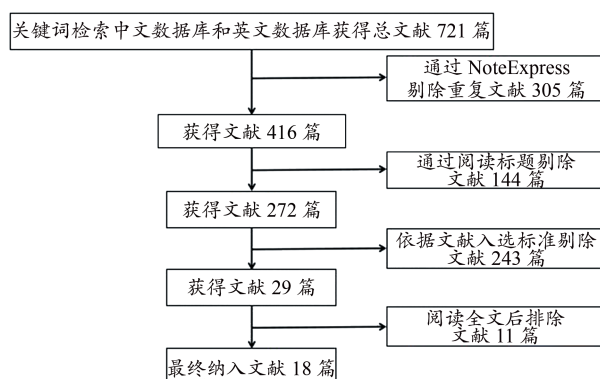 关键词检索中文数据库和英文数据库获得总文献 721 篇
通过 NoteExpress
剔除重复文献 305 篇
获得文献 416 篇
通过阅读标题剔除
文献 144 篇
获得文献 272 篇
依据文献入选标准剔除
文献 243 篇
获得文献 29 篇
阅读全文后排除
文献 11 篇
最终纳入文献 18 篇